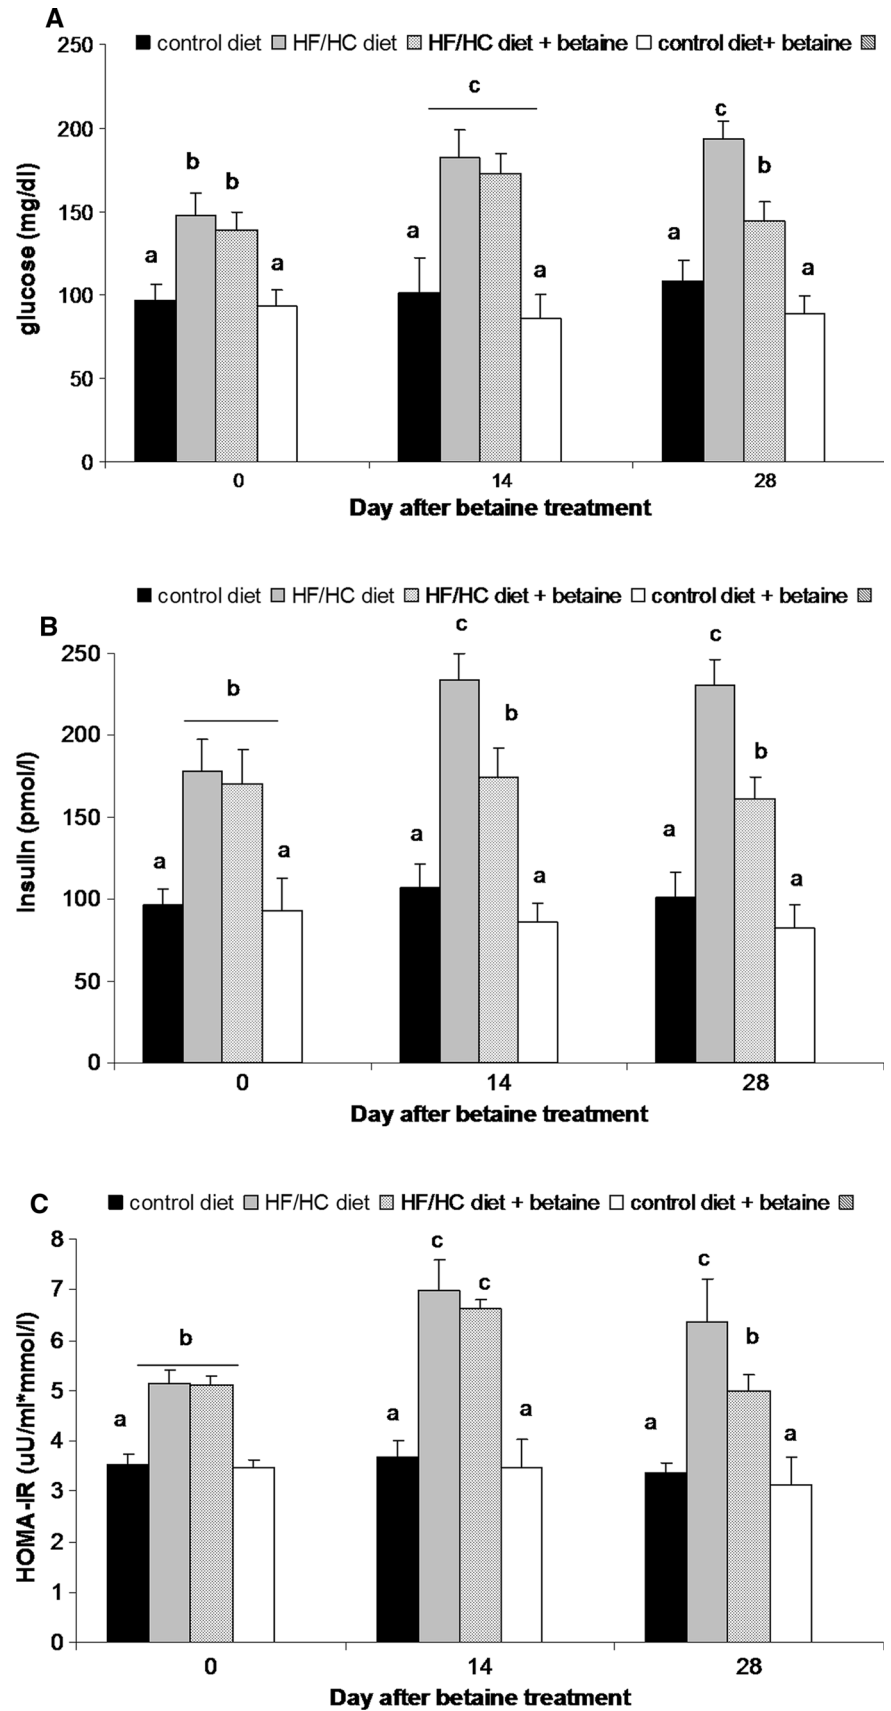 A
control diet HF/HC diet HF/HC diet + betaine control diet+ betaine
250
200
150
100
50
0
glucose (mg/dl)
a b b a
c
a a
a c b a
0 14 28
Day after betaine treatment
control diet HF/HC diet HF/HC diet + betaine control diet + betaine
B
250
200
150
100
50
0
Insulin (pmol/l)
a b a
a c b a
a c b a
0 14 28
Day after betaine treatment
C
control diet HF/HC diet HF/HC diet + betaine control diet + betaine
8
7
6
5
4
3
2
1
0
HOMA-IR (uU/ml*mmol/l)
a b
a c c a
a c b a
0 14 28
Day after betaine treatment